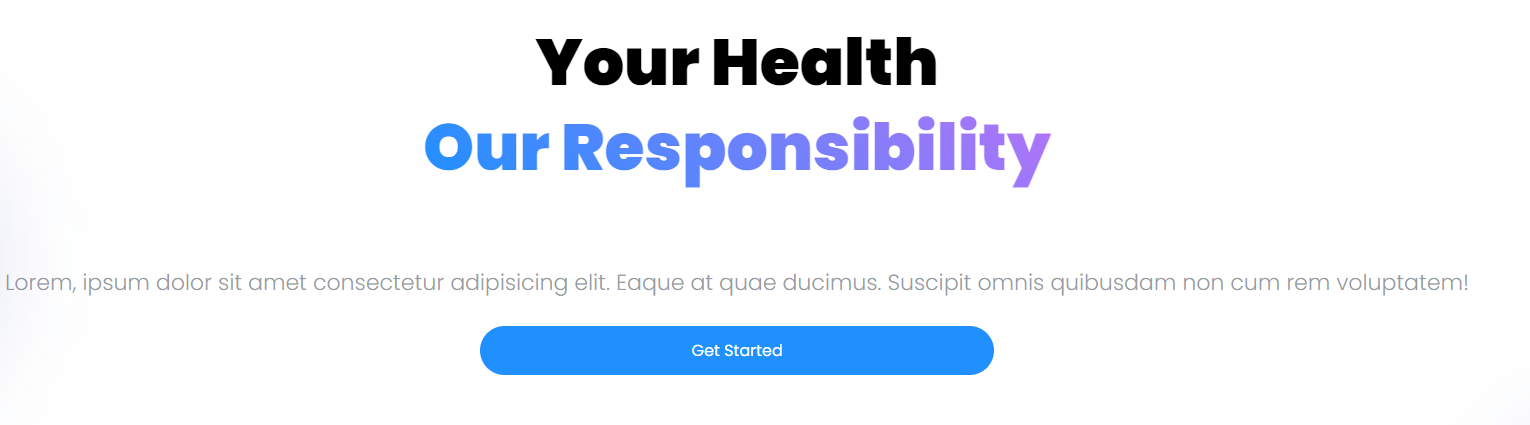 Your Health
Our Responsibility
Lorem, ipsum dolor sit amet consectetur adipisicing elit. Eaque at quae ducimus. Suscipit omnis quibusdam non cum rem voluptatem!
Get Started